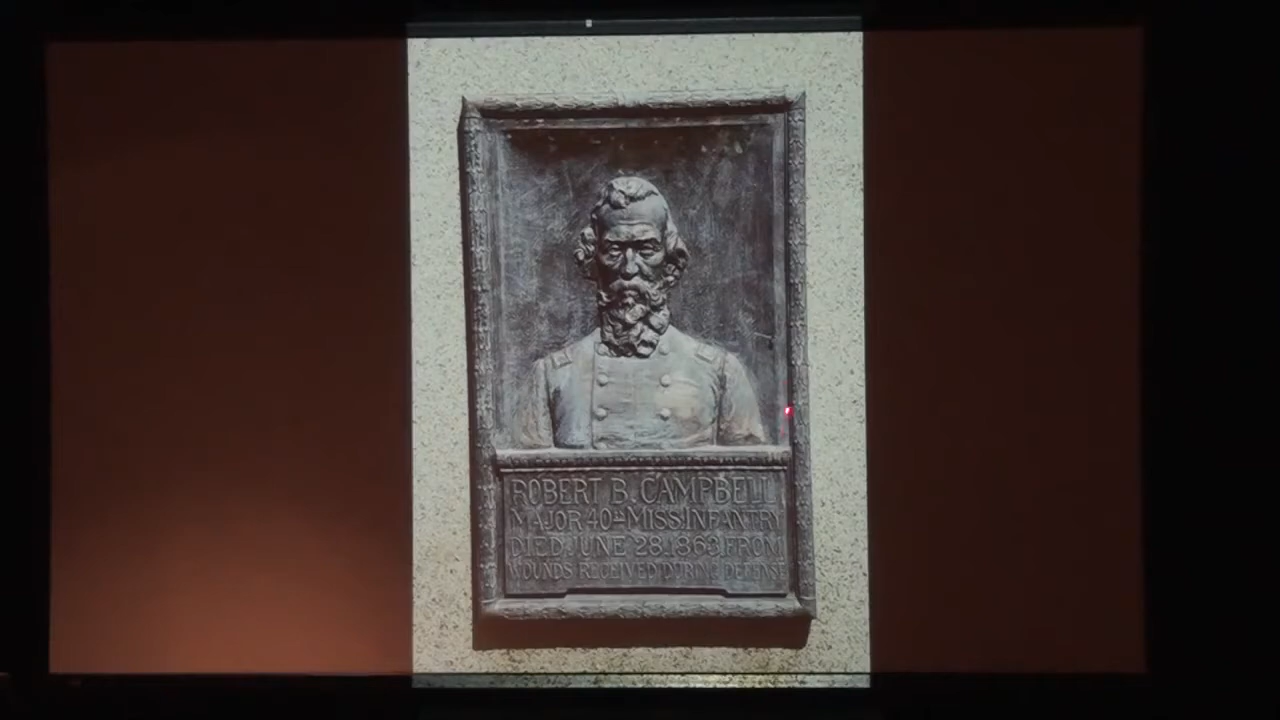 ROBERT B. CAMPBELL
MAJOR 40TH MISS. INFANTRY
DIED JUNE 28.1863 FROM
WOUNDS RECEIVED DURING DEFENSE